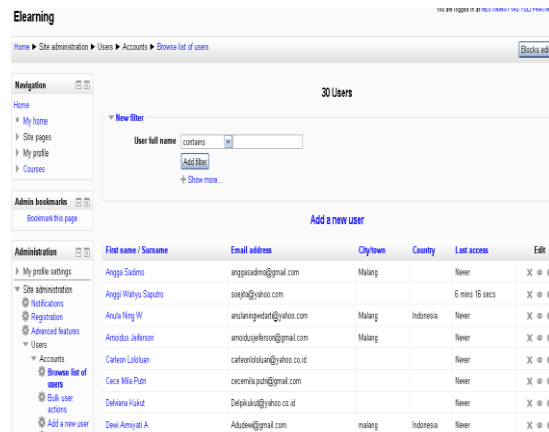 You are logged in as
Elearning
Home ► Site administration ► Users ► Accounts ► Browse list of users
Blocks edi
Navigation
Home
My home
Site pages
My profile
Courses
Admin bookmarks
Bookmark this page
Administration
My profile settings
Site administration
Notifications
Registration
Advanced features
Users
Accounts
Browse list of
users
Bulk user
actions
Add a new user
30 Users
New filter
User full name contains
Add filter
Show more...
Add a new user
First name / Surname Email address City/town Country Last access Edit
Angga Sadimo anggasadimo@gmail.com Malang Never
Anggi Wahyu Saputro soejito@yahoo.com 6 mins 16 secs
Anula Ning W anulaningwidarti@yahoo.com Malang Indonesia Never
Amoidus Jeiferson amoidusjeiferson@gmail.com Malang Never
Carleon Lololuan carleonlololuan@yahoo.co.id Never
Cece Mila Putri cecemila.putri@gmail.com Never
Delviana Kukut Delpikukut@yahoo.co.id Never
Dewi Armiyati A Adudewi@gmail.com malang Indonesia Never